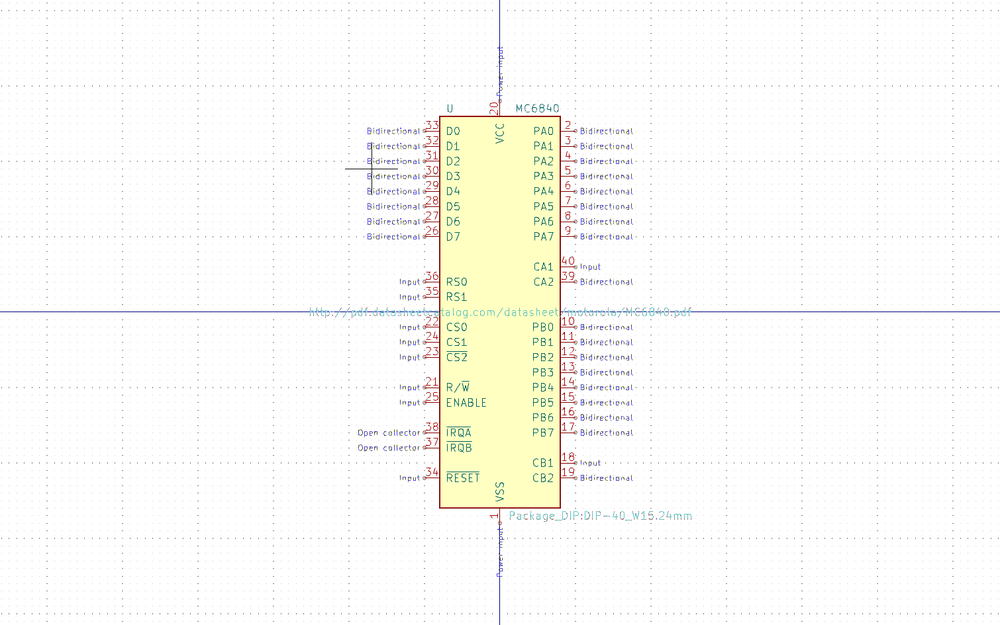 Power input
20
U MC6840
VCC
Bidirectional 33 D0 PA0 2 Bidirectional
Bidirectional 32 D1 PA1 3 Bidirectional
Bidirectional 31 D2 PA2 4 Bidirectional
Bidirectional 30 D3 PA3 5 Bidirectional
Bidirectional 29 D4 PA4 6 Bidirectional
Bidirectional 28 D5 PA5 7 Bidirectional
Bidirectional 27 D6 PA6 8 Bidirectional
Bidirectional 26 D7 PA7 9 Bidirectional
CA1 40 Input
Input 36 RS0 CA2 39 Bidirectional
Input 35 RS1
http://pdf.datasheetcatalog.com/datasheet/motorola/MC6840.pdf
Input 22 CS0 PB0 10 Bidirectional
Input 24 CS1 PB1 11 Bidirectional
Input 23 CS2 PB2 12 Bidirectional
PB3 13 Bidirectional
Input 21 R/W PB4 14 Bidirectional
Input 25 ENABLE PB5 15 Bidirectional
PB6 16 Bidirectional
Open collector 38 IRQA PB7 17 Bidirectional
Open collector 37 IRQB
CB1 18 Input
Input 34 RESET CB2 19 Bidirectional
VSS
1
Package_DIP:DIP-40_W15.24mm
Power input